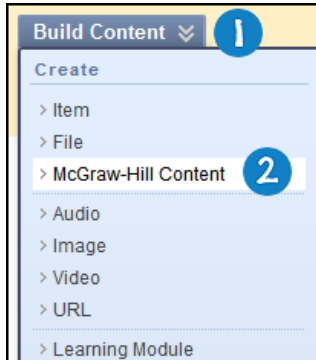 Build Content 1
Create
> Item
> File
> McGraw-Hill Content 2
> Audio
> Image
> Video
> URL
> Learning Module